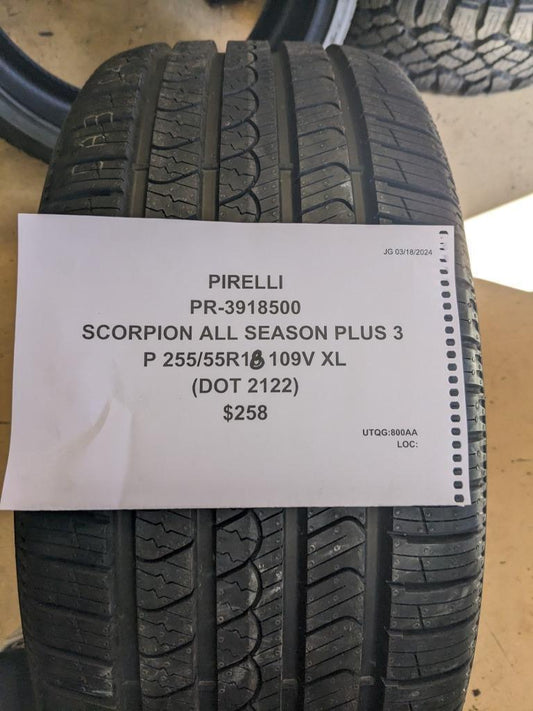 JG 03/18/2024
PIRELLI
PR-3918500
SCORPION ALL SEASON PLUS 3
P 255/55R18 109V XL
(DOT 2122)
$258
UTQG:800AA
LOC: